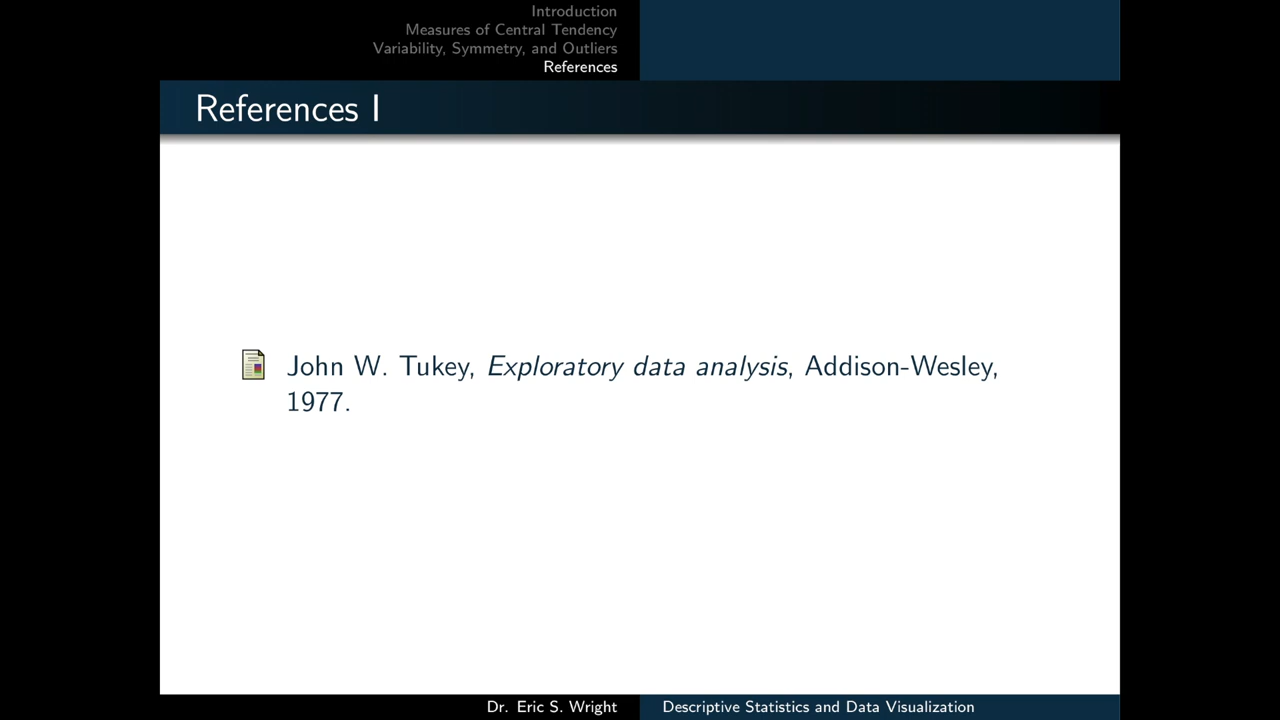 Introduction
Measures of Central Tendency
Variability, Symmetry, and Outliers
References
References I
John W. Tukey, Exploratory data analysis, Addison-Wesley,
1977.
Dr. Eric S. Wright
Descriptive Statistics and Data Visualization